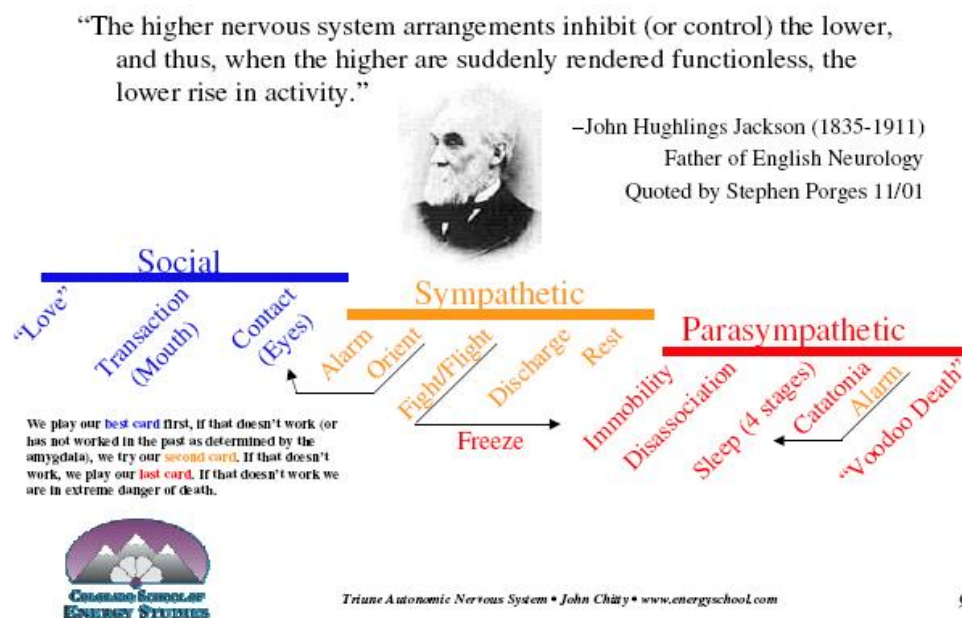 “The higher nervous system arrangements inhibit (or control) the lower,
and thus, when the higher are suddenly rendered functionless, the
lower rise in activity.”
–John Hughlings Jackson (1835-1911)
Father of English Neurology
Quoted by Stephen Porges 11/01
Social
“Love”
Transaction
(Mouth)
Contact
(Eyes)
Sympathetic
Alarm
Orient
Fight/Flight
Discharge
Rest
Freeze
Parasympathetic
Immobility
Disassociation
Sleep (4 stages)
Catatonia
Alarm
“Voodoo Death”
We play our best card first, if that doesn’t work (or
has not worked in the past as determined by the
amygdala), we try our second card. If that doesn’t
work, we play our last card. If that doesn’t work we
are in extreme danger of death.
COLORADO SCHOOL OF
ENERGY STUDIES
Triune Autonomic Nervous System • John Chitty • www.energyschool.com